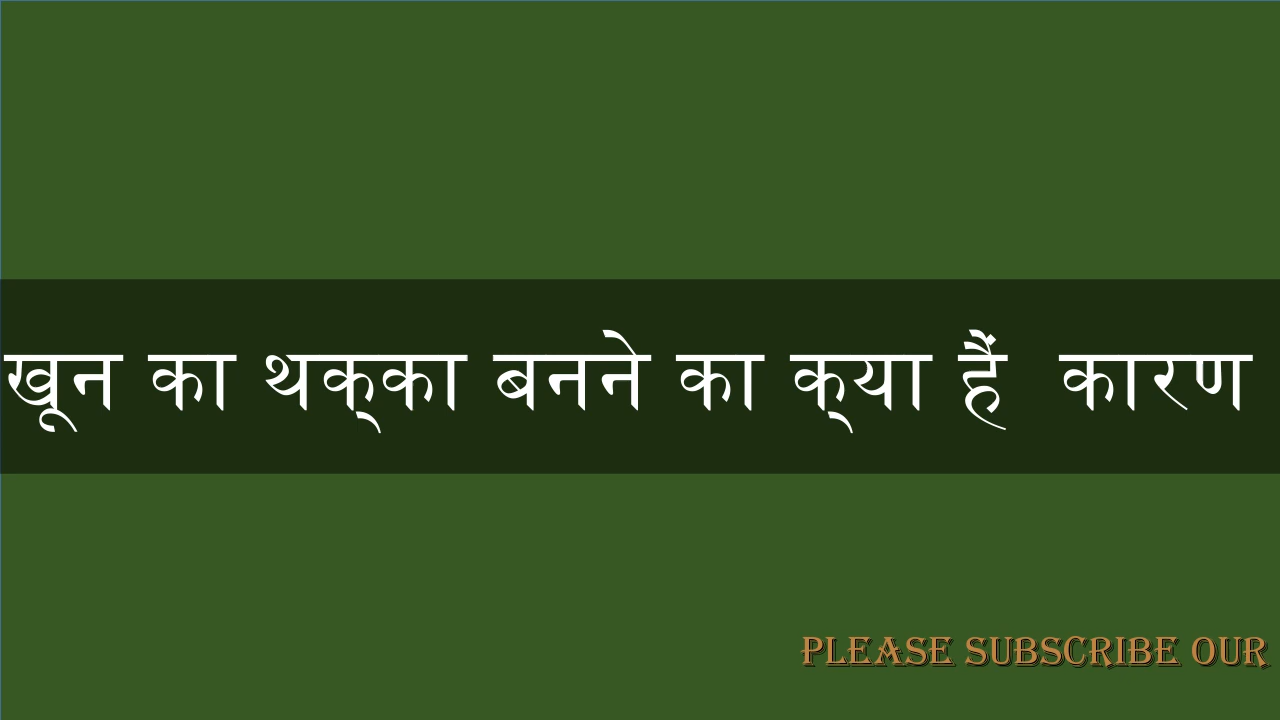 खून का थक्का बनने का क्या हैं कारण
PLEASE SUBSCRIBE OUR